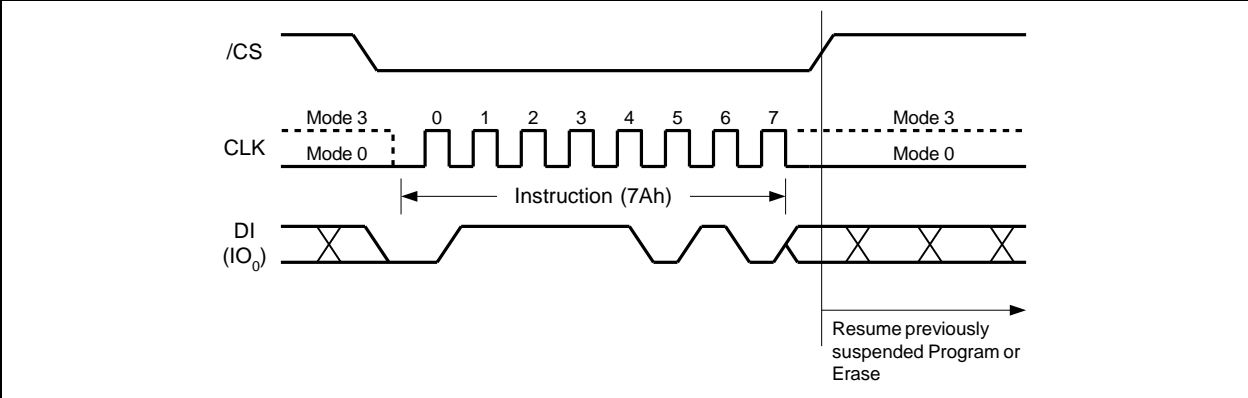 /CS
Mode 3 0 1 2 3 4 5 6 7 Mode 3
CLK
Mode 0 Mode 0
Instruction (7Ah)
DI
(IO0)
Resume previously
suspended Program or
Erase